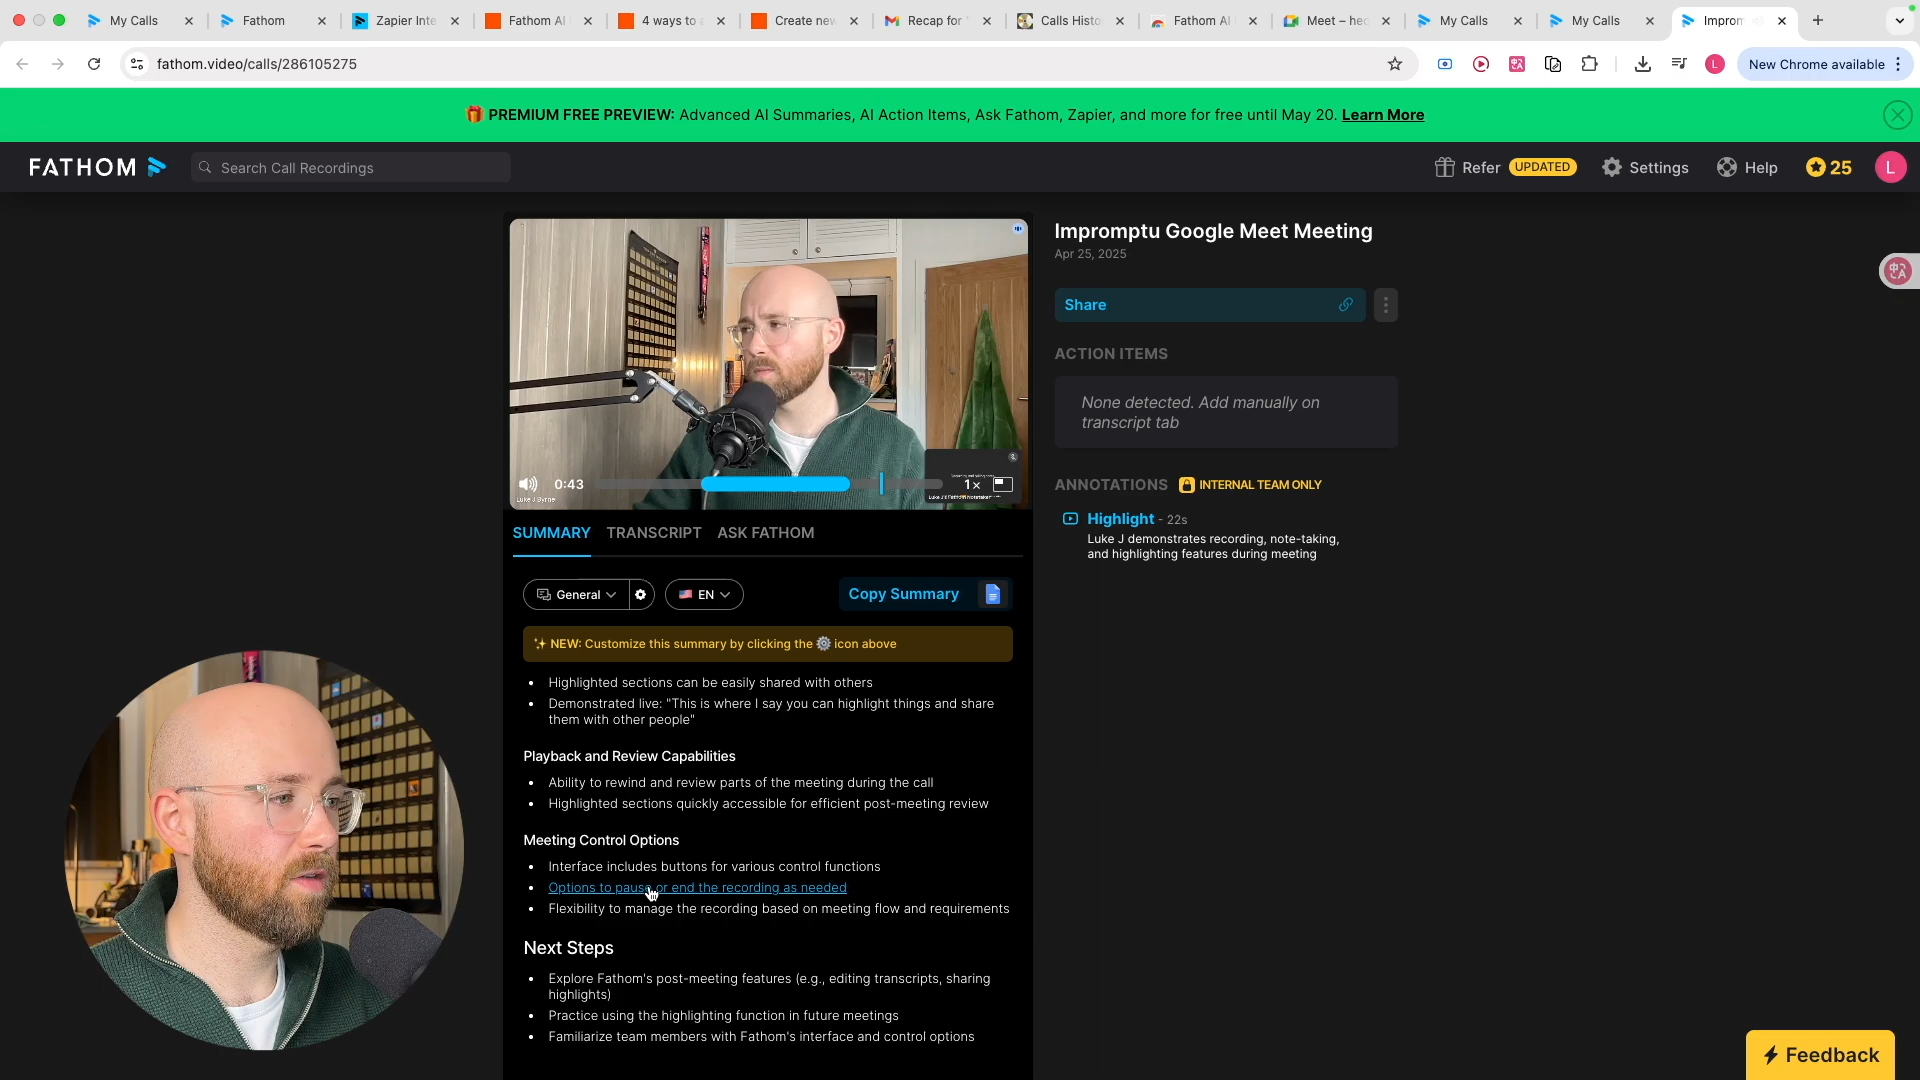 My Calls
Fathom
Zapier Inte
Fathom AI
4 ways to
Create new
Recap for
Calls Histo
Fathom AI
Meet – hec
My Calls
My Calls
Improm
fathom.video/calls/286105275
L
New Chrome available
PREMIUM FREE PREVIEW: Advanced AI Summaries, AI Action Items, Ask Fathom, Zapier, and more for free until May 20. Learn More
FATHOM
Search Call Recordings
Refer UPDATED
Settings
Help
25
L
Impromptu Google Meet Meeting
Apr 25, 2025
Share
ACTION ITEMS
None detected. Add manually on
transcript tab
ANNOTATIONS INTERNAL TEAM ONLY
Highlight - 22s
Luke J demonstrates recording, note-taking,
and highlighting features during meeting
0:43
1×
Luke J Byrne
SUMMARY TRANSCRIPT ASK FATHOM
General
EN
Copy Summary
NEW: Customize this summary by clicking the icon above
• Highlighted sections can be easily shared with others
• Demonstrated live: "This is where I say you can highlight things and share
them with other people"
Playback and Review Capabilities
• Ability to rewind and review parts of the meeting during the call
• Highlighted sections quickly accessible for efficient post-meeting review
Meeting Control Options
• Interface includes buttons for various control functions
• Options to pause or end the recording as needed
• Flexibility to manage the recording based on meeting flow and requirements
Next Steps
• Explore Fathom's post-meeting features (e.g., editing transcripts, sharing
highlights)
• Practice using the highlighting function in future meetings
• Familiarize team members with Fathom's interface and control options
Feedback